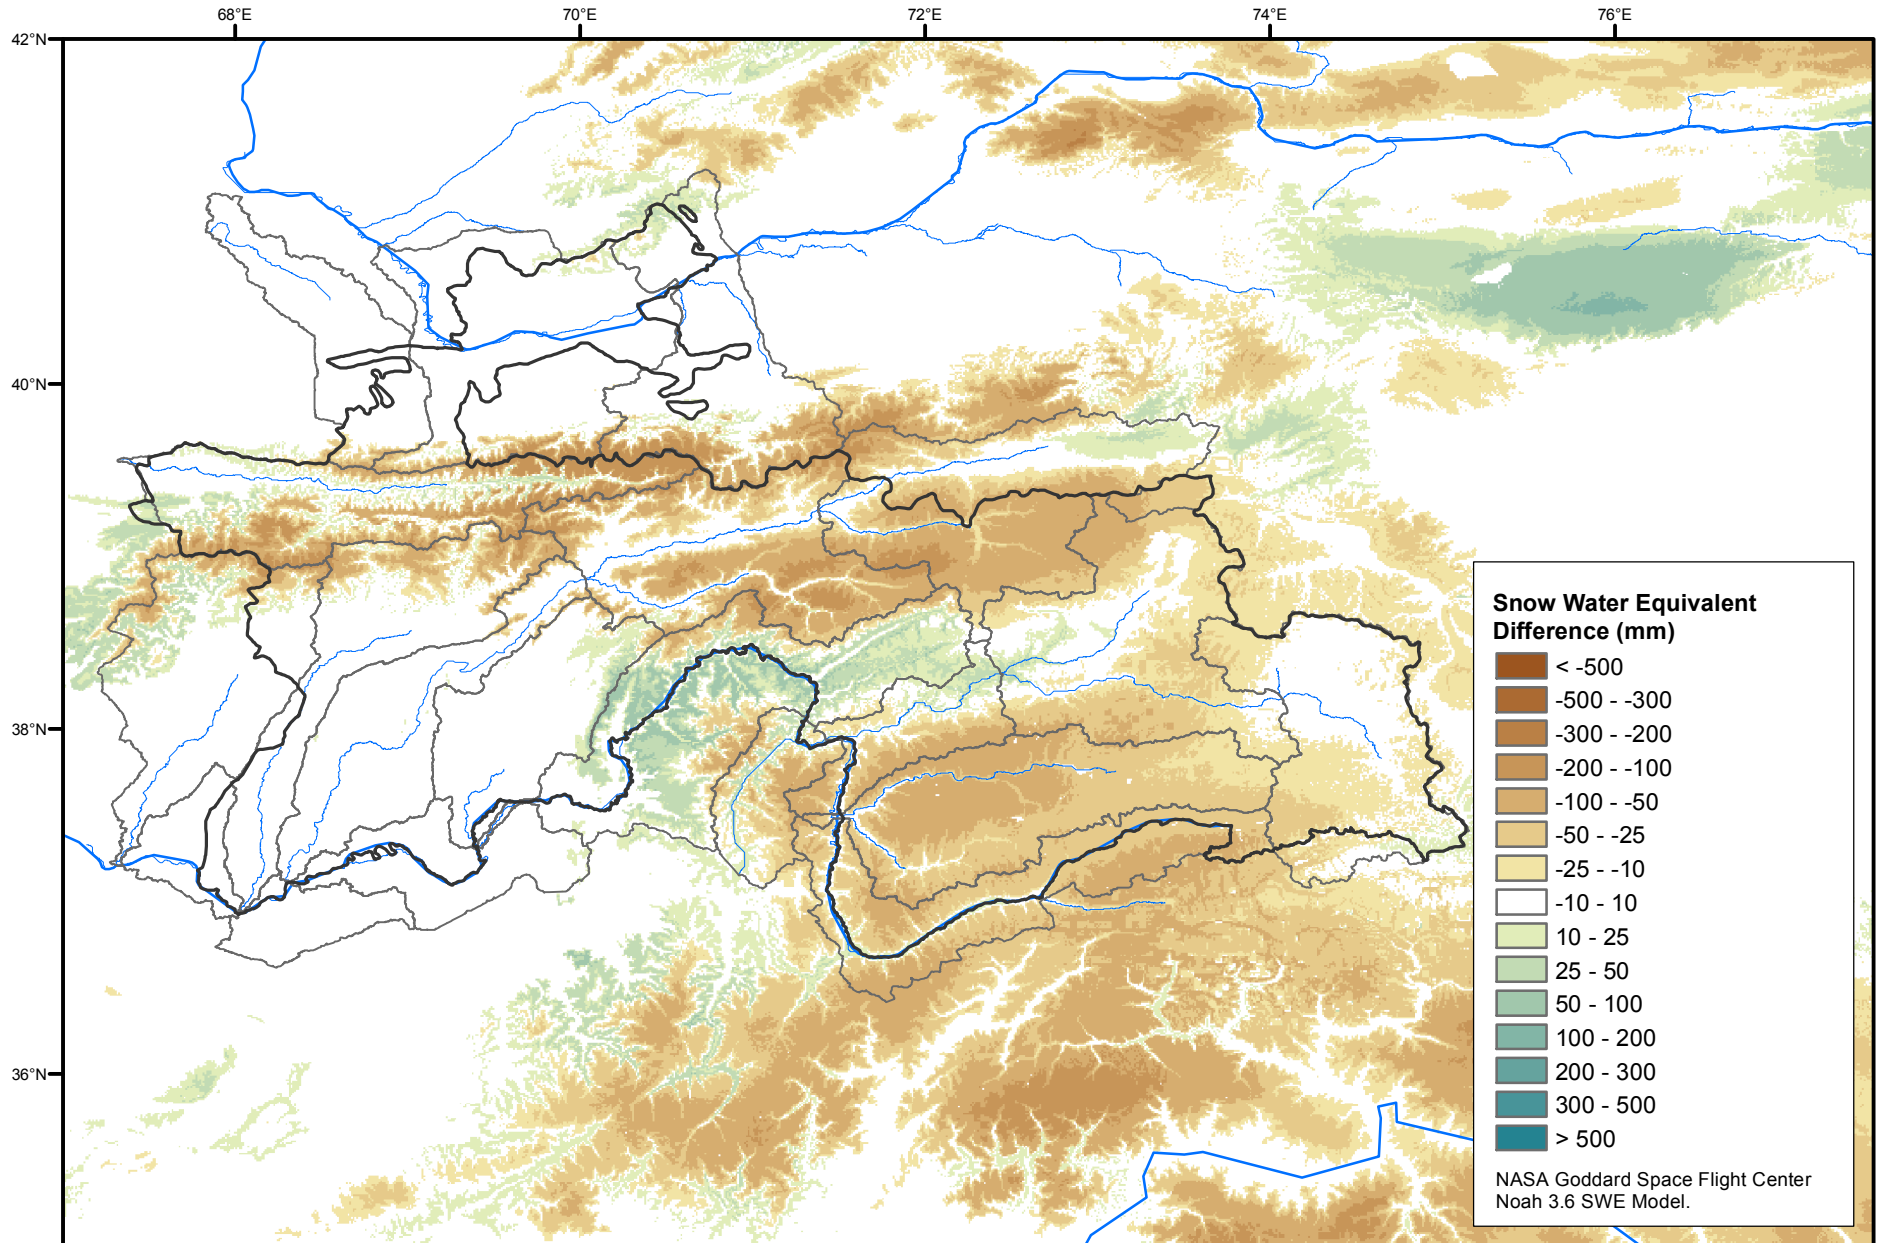 68°E
70°E
72°E
74°E
76°E
42°N
40°N
38°N
36°N
Snow Water Equivalent
Difference (mm)
< -500
-500 - -300
-300 - -200
-200 - -100
-100 - -50
-50 - -25
-25 - -10
-10 - 10
10 - 25
25 - 50
50 - 100
100 - 200
200 - 300
300 - 500
> 500
NASA Goddard Space Flight Center
Noah 3.6 SWE Model.